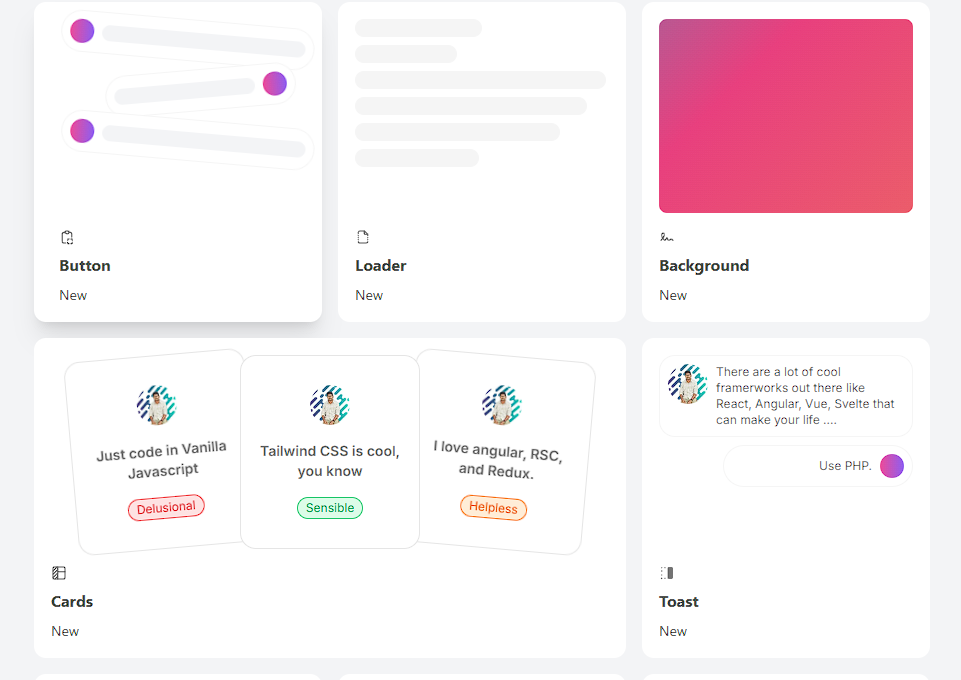 Button
New
Loader
New
Background
New
Just code in Vanilla
Javascript
Delusional
Tailwind CSS is cool,
you know
Sensible
I love angular, RSC,
and Redux.
Helpless
Cards
New
There are a lot of cool
framerworks out there like
React, Angular, Vue, Svelte that
can make your life ....
Use PHP.
Toast
New